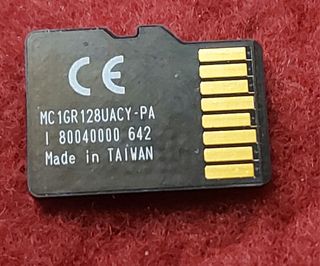 CE
MC1GR128UACY-PA
I 80040000 642
Made in TAIWAN